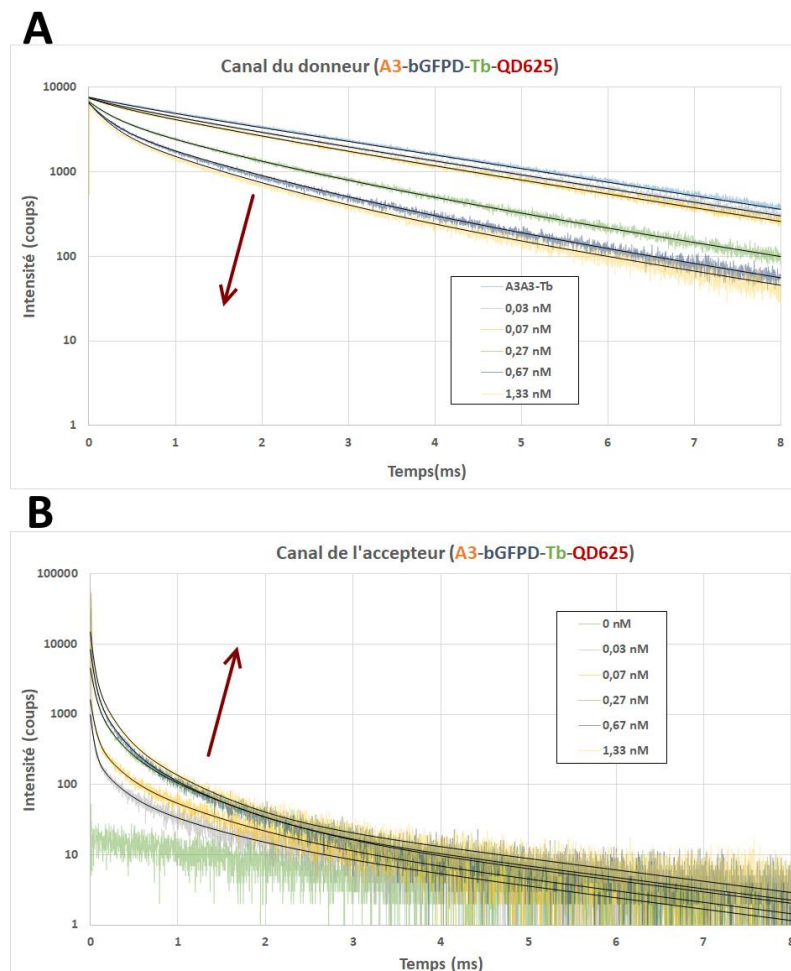 A
Canal du donneur (A3-bGFPD-Tb-QD625)
10000
1000
100
10
1
Intensité (coups)
0 1 2 3 4 5 6 7 8
Temps(ms)
A3A3-Tb
0,03 nM
0,07 nM
0,27 nM
0,67 nM
1,33 nM
B
Canal de l'accepteur (A3-bGFPD-Tb-QD625)
100000
10000
1000
100
10
1
Intensité (coups)
0 1 2 3 4 5 6 7 8
Temps (ms)
0 nM
0,03 nM
0,07 nM
0,27 nM
0,67 nM
1,33 nM